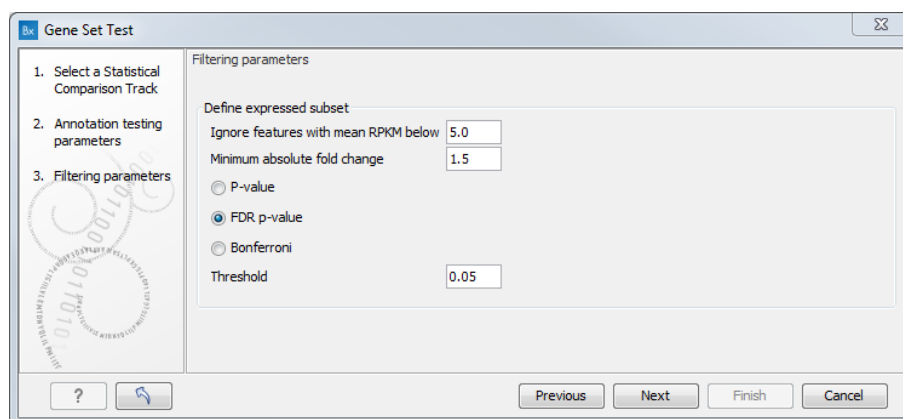 Bx Gene Set Test
1. Select a Statistical
Comparison Track
2. Annotation testing
parameters
3. Filtering parameters
Filtering parameters
Define expressed subset
Ignore features with mean RPKM below 5.0
Minimum absolute fold change 1.5
P-value
FDR p-value
Bonferroni
Threshold 0.05
?
Previous Next Finish Cancel